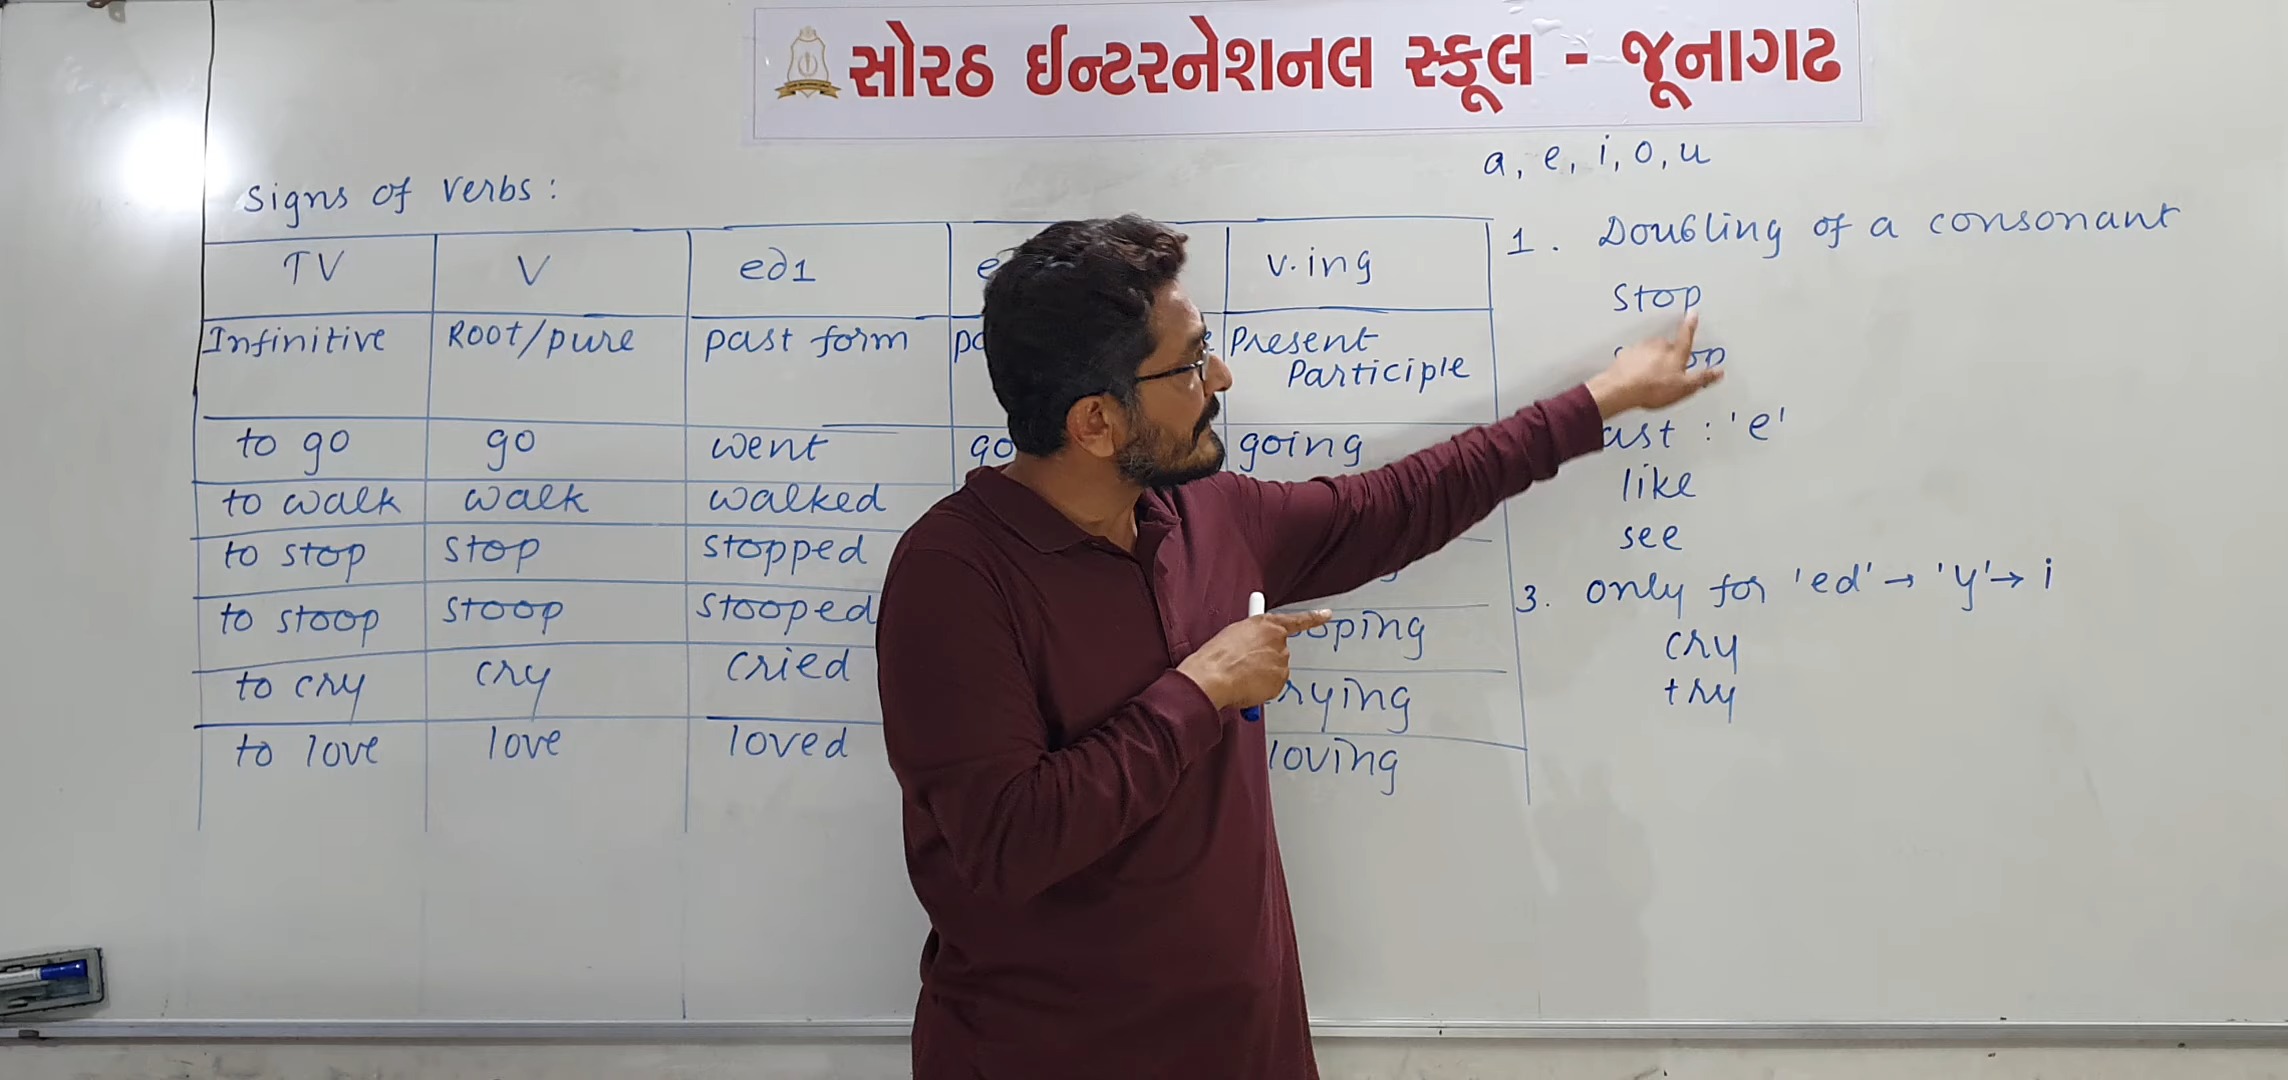 સોરઠ ઈન્ટરનેશનલ સ્કૂલ - જૂનાગઢ
a, e, i, o, u
Signs of verbs :
TV V ed1 v.ing
Infinitive Root/pure past form Present Participle
to go go went going
to walk walk walked
to stop stop stopped
to stoop stoop stooped
to cry cry cried
to love love loved loving
1. Doubling of a consonant
stop
: 'e'
like
see
3. only for 'ed' → 'y' → i
cry
try